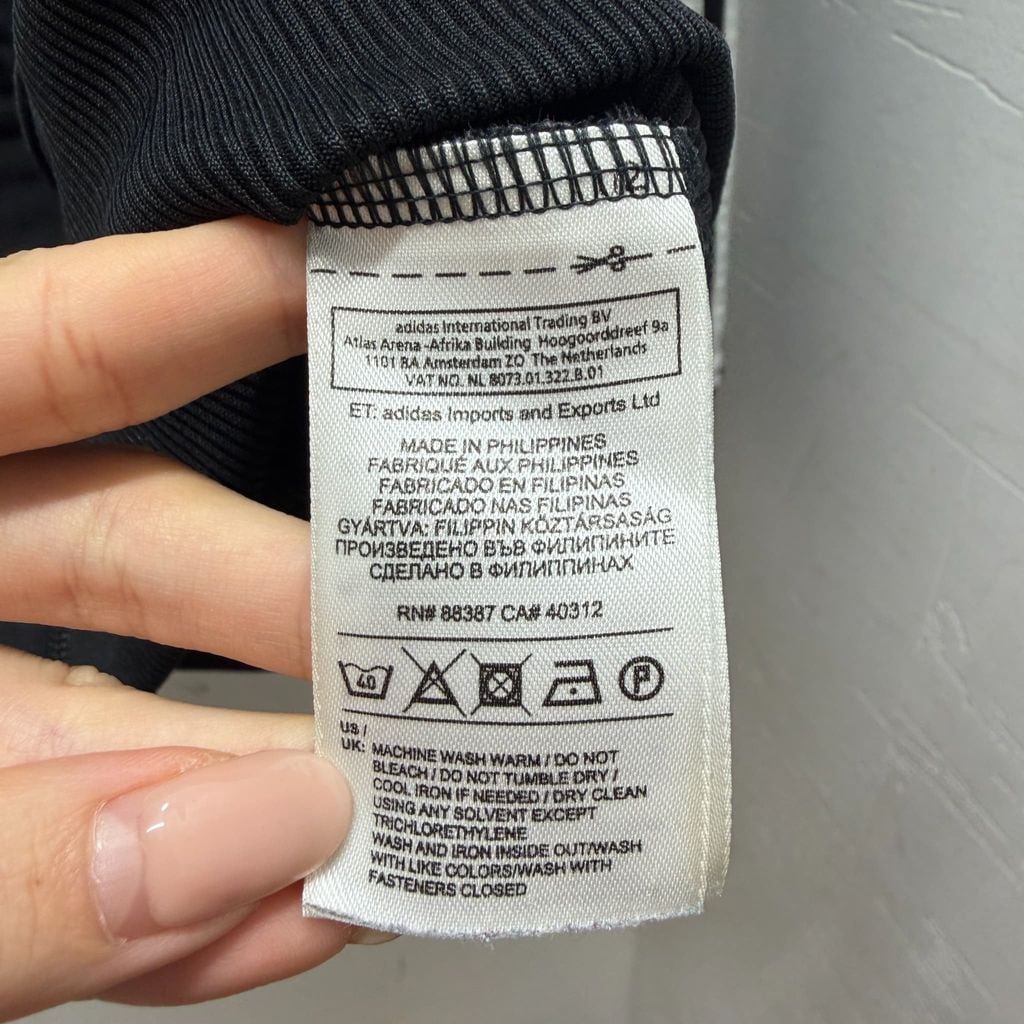 adidas International Trading BV
Atlas Arena -Afrika Building Hoogoorddreef 9a
1101 BA Amsterdam ZO The Netherlands
VAT NO. NL 8073.01.322.B.01
ET: adidas Imports and Exports Ltd
MADE IN PHILIPPINES
FABRIQUÉ AUX PHILIPPINES
FABRICADO EN FILIPINAS
FABRICADO NAS FILIPINAS
GYÁRTVA: FILIPPIN KÖZTÁRSASÁG
ПРОИЗВЕДЕНО ВЪВ ФИЛИПИНИТЕ
СДЕЛАНО В ФИЛИППИНАХ
RN# 88387 CA# 40312
40 P
US /
UK: MACHINE WASH WARM / DO NOT
BLEACH / DO NOT TUMBLE DRY /
COOL IRON IF NEEDED / DRY CLEAN
USING ANY SOLVENT EXCEPT
TRICHLORETHYLENE
WASH AND IRON INSIDE OUT/WASH
WITH LIKE COLORS/WASH WITH
FASTENERS CLOSED